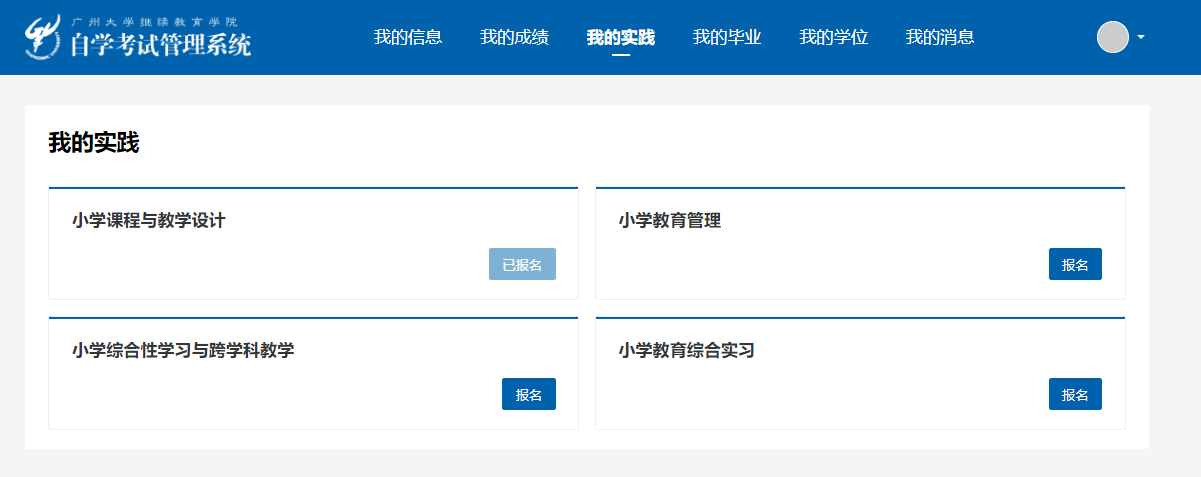 广州大学继续教育学院
自学考试管理系统
我的信息 我的成绩 我的实践 我的毕业 我的学位 我的消息
我的实践
小学课程与教学设计
已报名
小学教育管理
报名
小学综合性学习与跨学科教学
报名
小学教育综合实习
报名